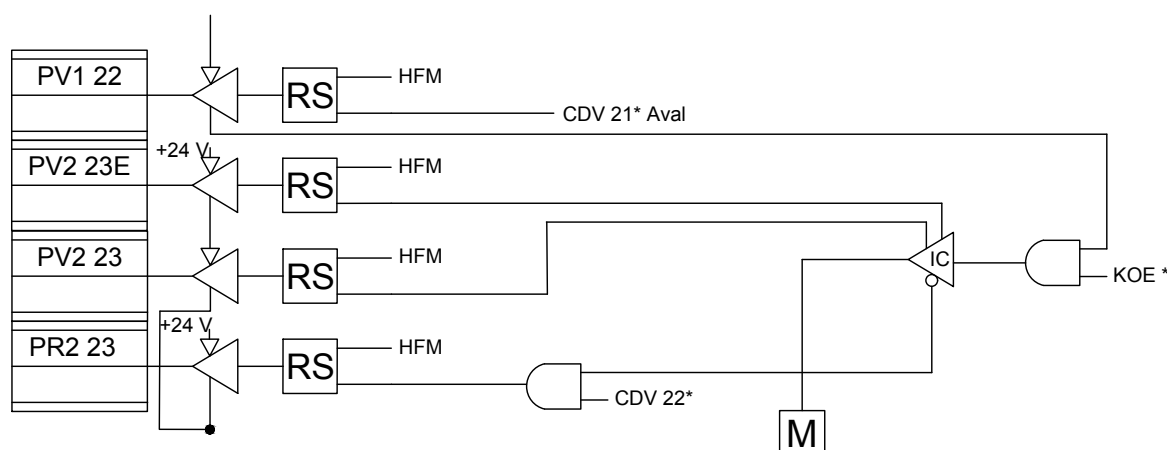 PV1 22
RS
HFM
CDV 21* Aval
+24 V
PV2 23E
RS
HFM
PV2 23
RS
HFM
IC
KOE *
+24 V
PR2 23
RS
HFM
CDV 22*
M